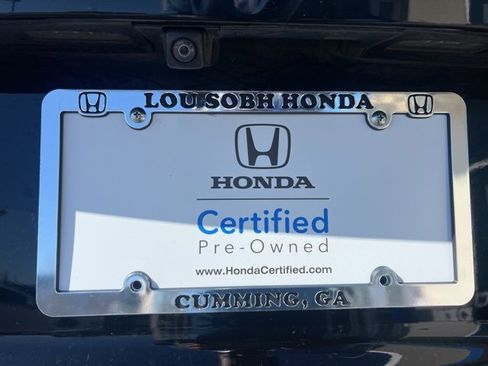 LOU SOBH HONDA
HONDA
Certified
Pre-Owned
www.HondaCertified.com
CUMMING, GA